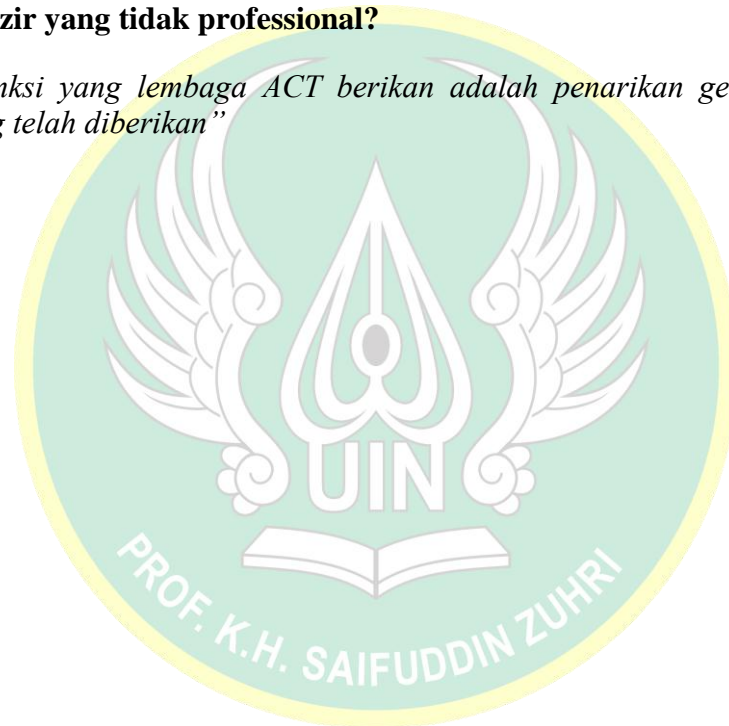 zir yang tidak professional?
nksi yang lembaga ACT berikan adalah penarikan ge
g telah diberikan”
UIN
PROF. K.H. SAIFUDDIN ZUHRI